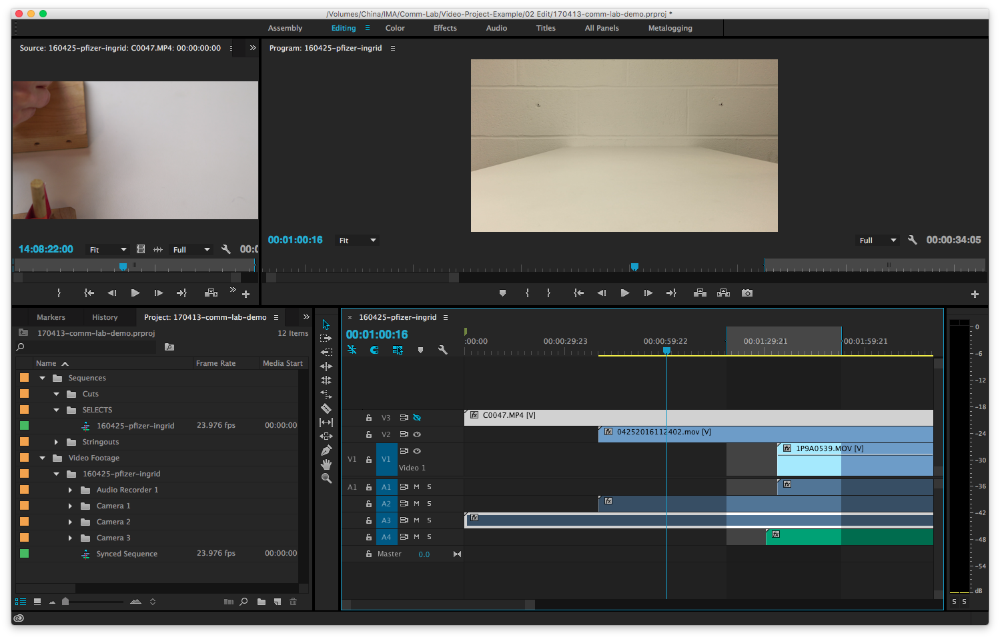 /Volumes/China/IMA/Comm-Lab/Video-Project-Example/02 Edit/170413-comm-lab-demo.prproj *
Assembly Editing Color Effects Audio Titles All Panels Metalogging
Source: 160425-pfizer-ingrid: C0047.MP4: 00:00:00:00
Program: 160425-pfizer-ingrid
14:08:22:00 Fit Full 00:0
00:01:00:16 Fit Full 00:00:34:05
Markers History Project: 170413-comm-lab-demo
170413-comm-lab-demo.prproj 12 Items
Name Frame Rate Media Start
Sequences
Cuts
SELECTS
160425-pfizer-ingrid 23.976 fps 00:00:00
Stringouts
Video Footage
160425-pfizer-ingrid
Audio Recorder 1
Camera 1
Camera 2
Camera 3
Synced Sequence 23.976 fps 00:00:00
160425-pfizer-ingrid
00:01:00:16
:00:00 00:00:29:23 00:00:59:22 00:01:29:21 00:01:59:21
V3 fx C0047.MP4 [V]
V2 fx 04252016112402.mov [V]
V1 V1 fx 1P9A0539.MOV [V]
Video 1
A1 A1 M S fx
A2 M S fx
A3 M S fx
A4 M S fx
Master 0.0
0
-6
-12
-18
-24
-30
-36
-42
-48
-54
dB
S S